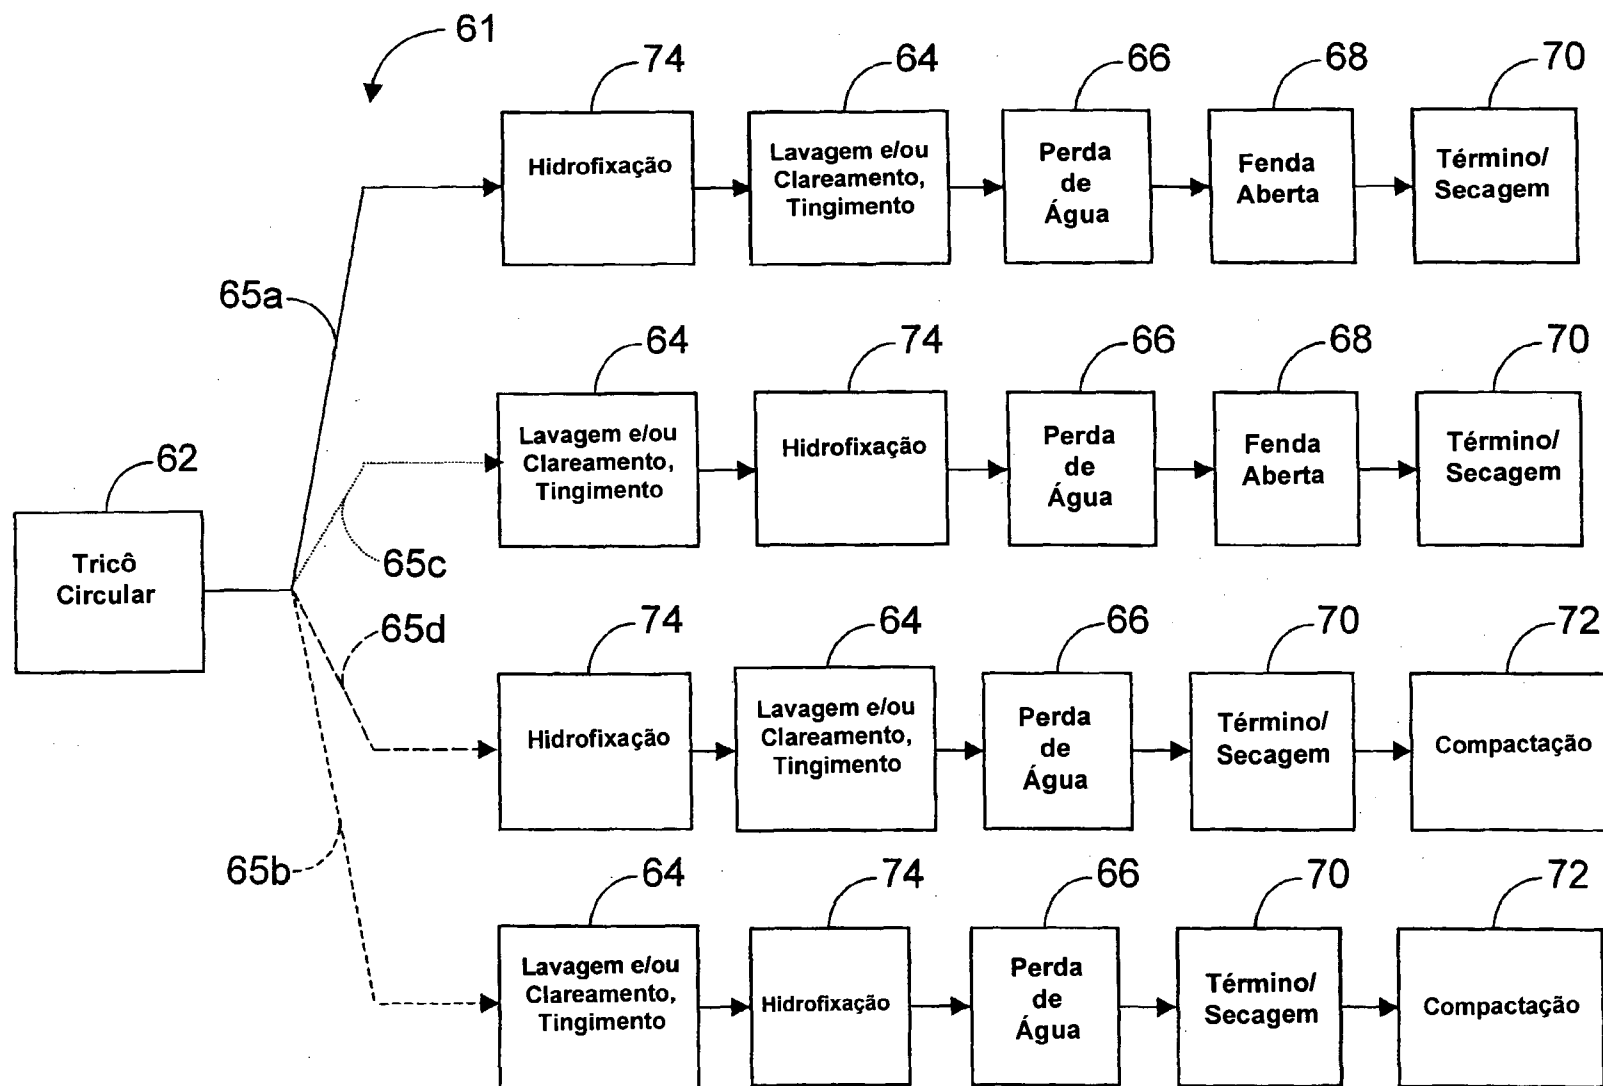 61
74
64
66
68
70
Hidrofixação
Lavagem e/ou
Clareamento,
Tingimento
Perda
de
Água
Fenda
Aberta
Término/
Secagem
65a
64
74
66
68
70
Lavagem e/ou
Clareamento,
Tingimento
Hidrofixação
Perda
de
Água
Fenda
Aberta
Término/
Secagem
62
Tricô
Circular
65c
65d
74
64
66
70
72
Hidrofixação
Lavagem e/ou
Clareamento,
Tingimento
Perda
de
Água
Término/
Secagem
Compactação
65b
64
74
66
70
72
Lavagem e/ou
Clareamento,
Tingimento
Hidrofixação
Perda
de
Água
Término/
Secagem
Compactação